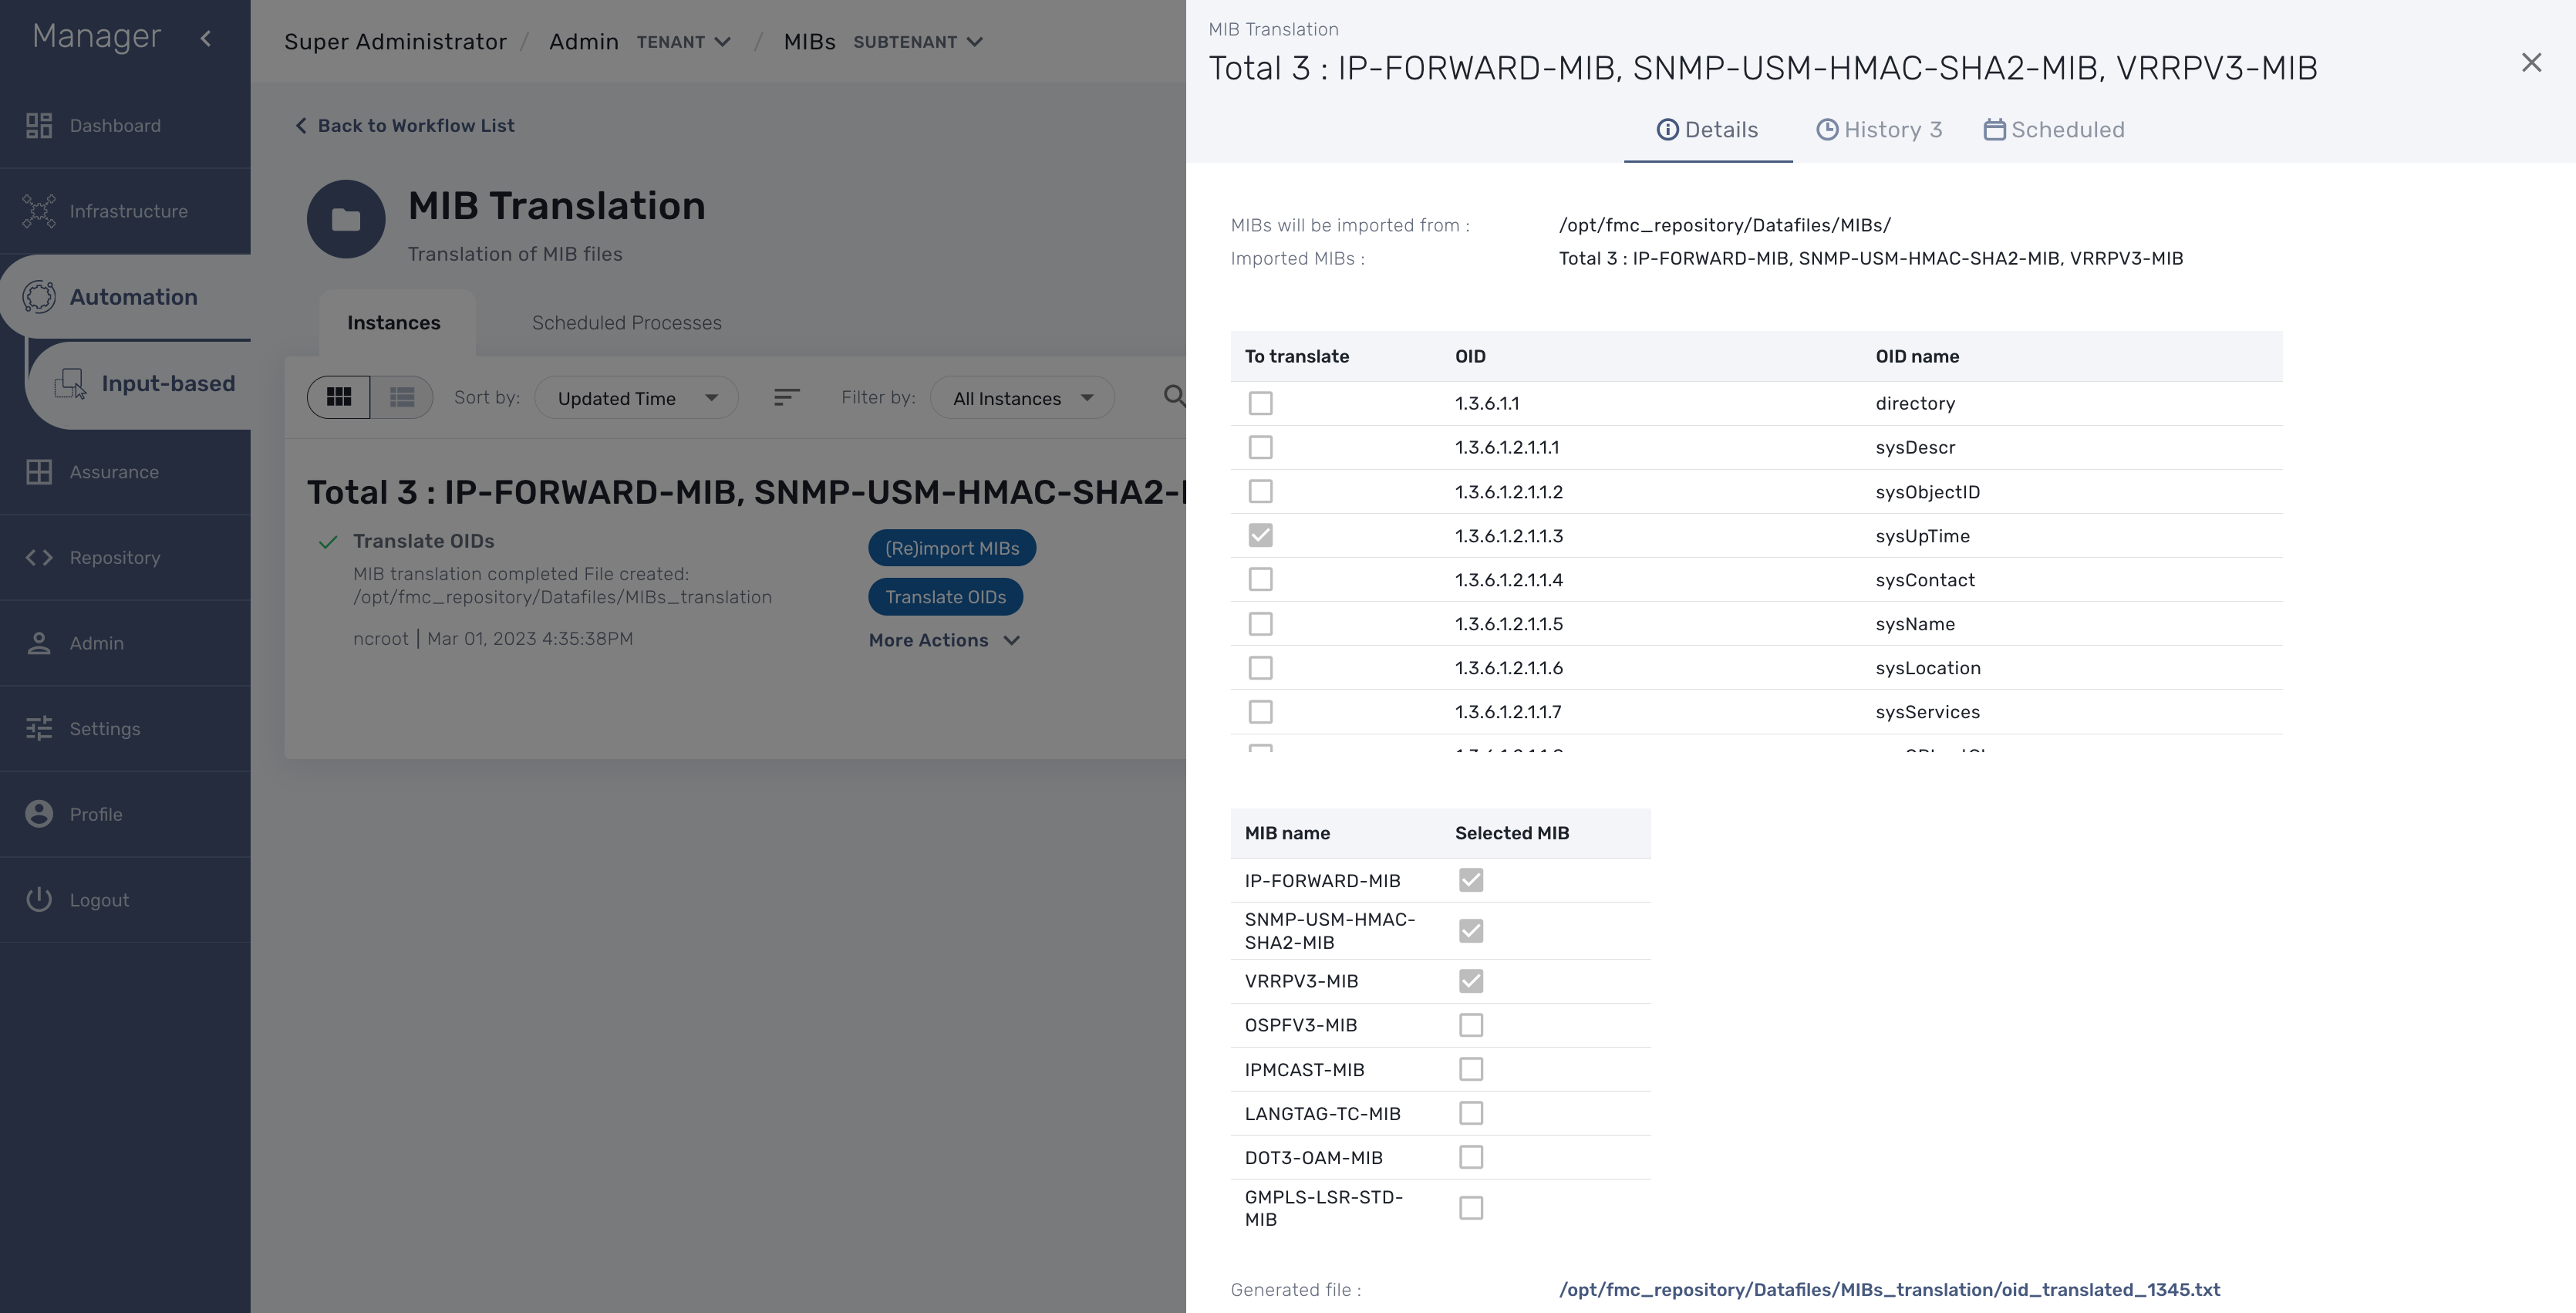 Manager
Dashboard
Infrastructure
Automation
Input-based
Assurance
Repository
Admin
Settings
Profile
Logout
Super Administrator / Admin TENANT / MIBs SUBTENANT
Back to Workflow List
MIB Translation
Translation of MIB files
Instances Scheduled Processes
Sort by: Updated Time Filter by: All Instances
Total 3 : IP-FORWARD-MIB, SNMP-USM-HMAC-SHA2-
Translate OIDs
MIB translation completed File created:
/opt/fmc_repository/Datafiles/MIBs_translation
ncroot | Mar 01, 2023 4:35:38PM
(Re)import MIBs
Translate OIDs
More Actions
MIB Translation
Total 3 : IP-FORWARD-MIB, SNMP-USM-HMAC-SHA2-MIB, VRRPV3-MIB
Details History 3 Scheduled
MIBs will be imported from : /opt/fmc_repository/Datafiles/MIBs/
Imported MIBs : Total 3 : IP-FORWARD-MIB, SNMP-USM-HMAC-SHA2-MIB, VRRPV3-MIB
To translate OID OID name
1.3.6.1.1 directory
1.3.6.1.2.1.1.1 sysDescr
1.3.6.1.2.1.1.2 sysObjectID
1.3.6.1.2.1.1.3 sysUpTime
1.3.6.1.2.1.1.4 sysContact
1.3.6.1.2.1.1.5 sysName
1.3.6.1.2.1.1.6 sysLocation
1.3.6.1.2.1.1.7 sysServices
MIB name Selected MIB
IP-FORWARD-MIB
SNMP-USM-HMAC-
SHA2-MIB
VRRPV3-MIB
OSPFV3-MIB
IPMCAST-MIB
LANGTAG-TC-MIB
DOT3-OAM-MIB
GMPLS-LSR-STD-
MIB
Generated file : /opt/fmc_repository/Datafiles/MIBs_translation/oid_translated_1345.txt